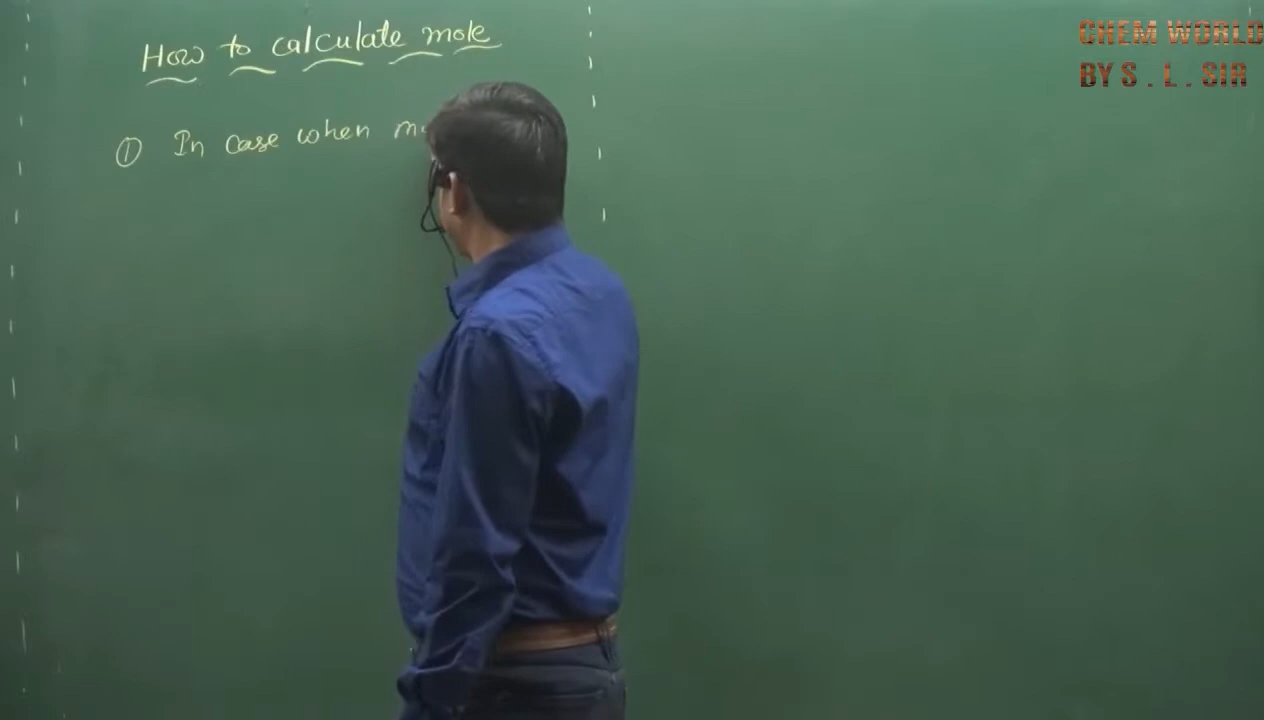 How to calculate mole
① In case when
CHEM WORLD
BY S . L . SIR